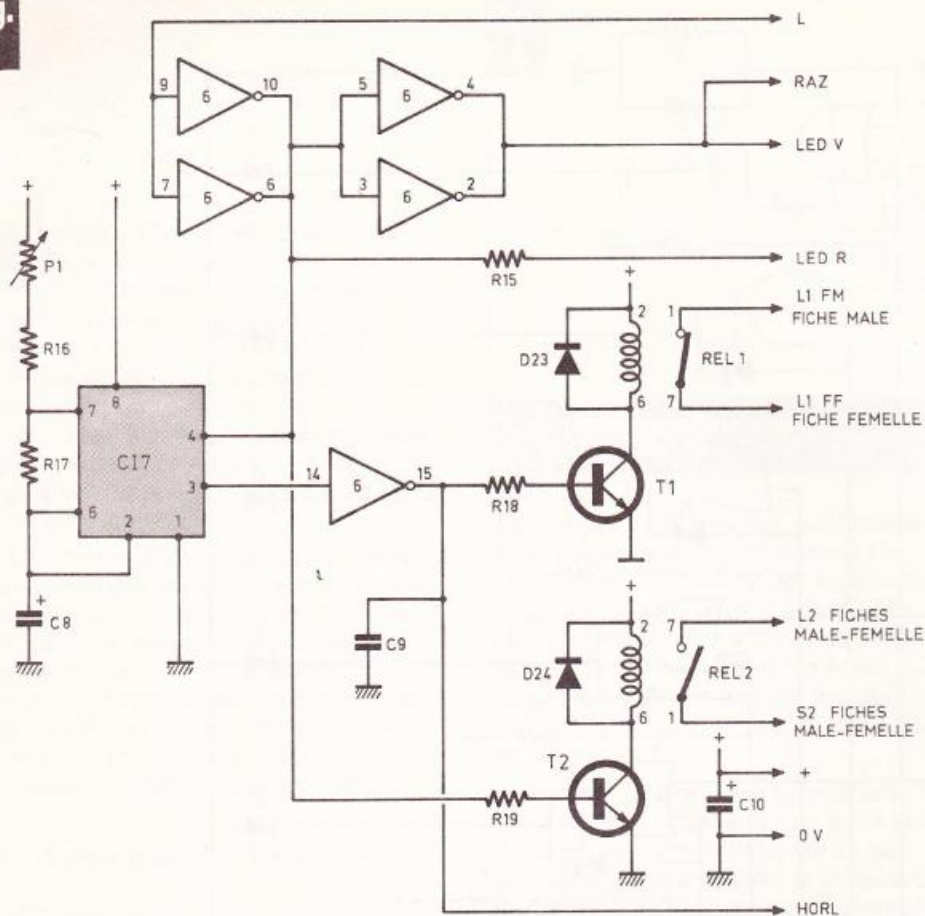 L
RAZ
LED V
9
6
10
5
6
4
7
6
6
3
6
2
+
+
P1
R16
R17
7
8
CI7
4
3
6
2
1
+
C8
R15
LED R
+
L1 FM
FICHE MALE
2
1
D23
REL 1
6
7
L1 FF
FICHE FEMELLE
14
6
15
R18
T1
C9
+
L2 FICHES
MALE-FEMELLE
2
7
D24
REL 2
6
1
S2 FICHES
MALE-FEMELLE
T2
R19
+
+
+
C10
0 V
HORL